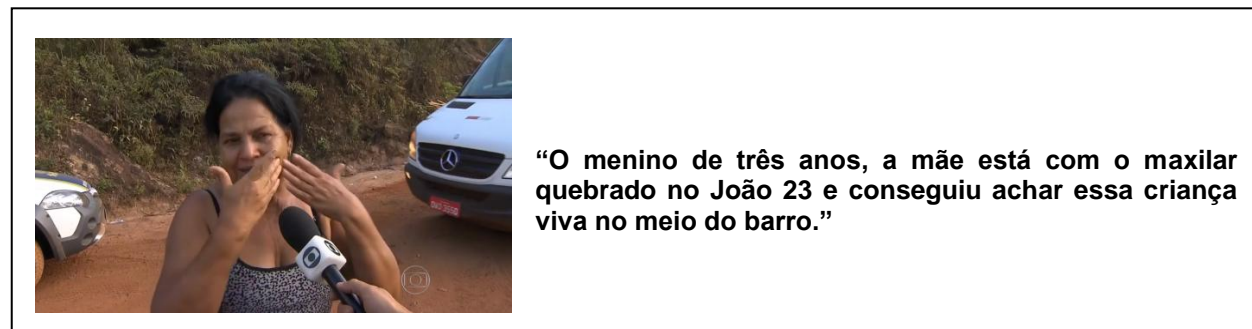 “O menino de três anos, a mãe está com o maxilar
quebrado no João 23 e conseguiu achar essa criança
viva no meio do barro.”